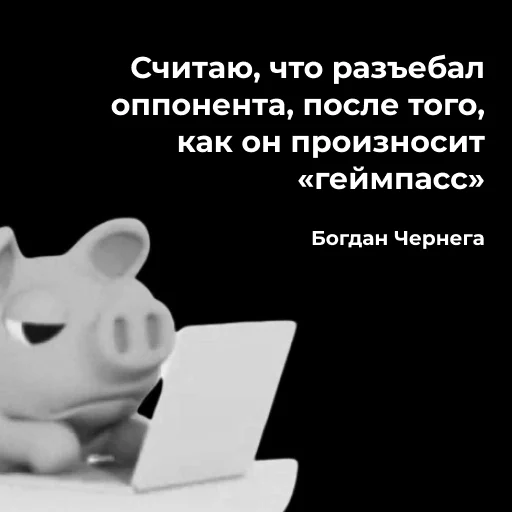 Считаю, что разъебал
оппонента, после того,
как он произносит
«геймпасс»
Богдан Чернега